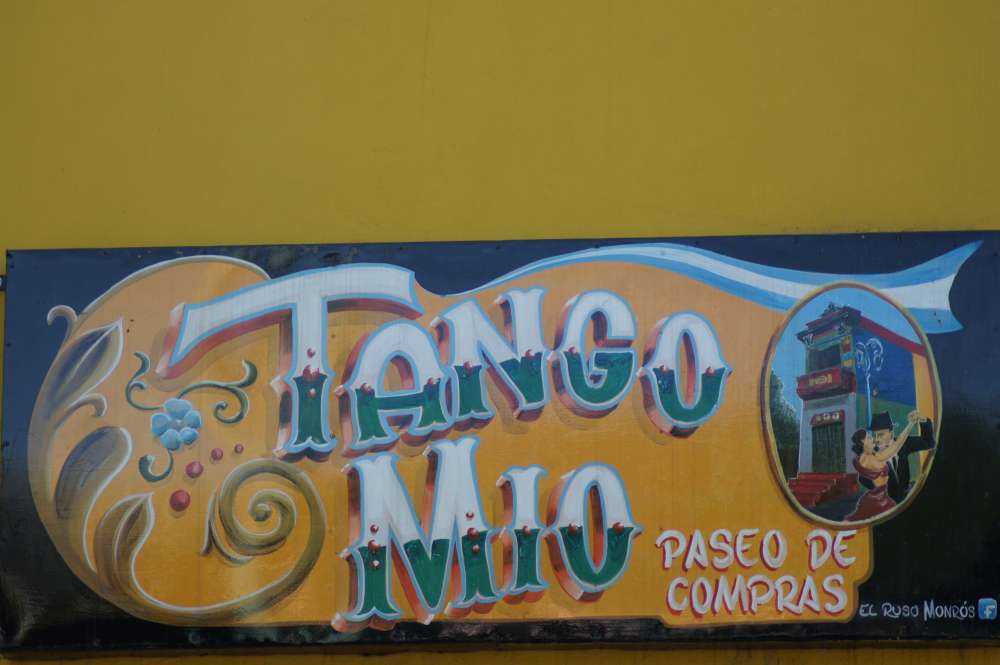 TANGO
MIO
PASEO DE
COMPRAS
EL RUSO MONRÓS f